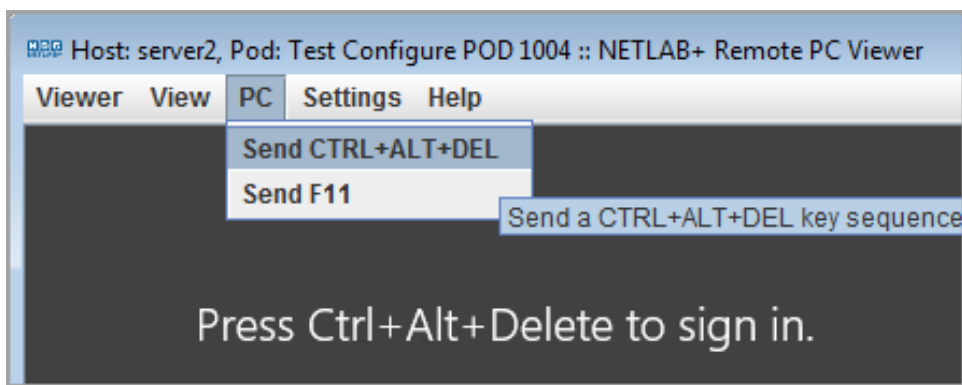 Host: server2, Pod: Test Configure POD 1004 :: NETLAB+ Remote PC Viewer
Viewer View PC Settings Help
Send CTRL+ALT+DEL
Send F11
Send a CTRL+ALT+DEL key sequence
Press Ctrl+Alt+Delete to sign in.